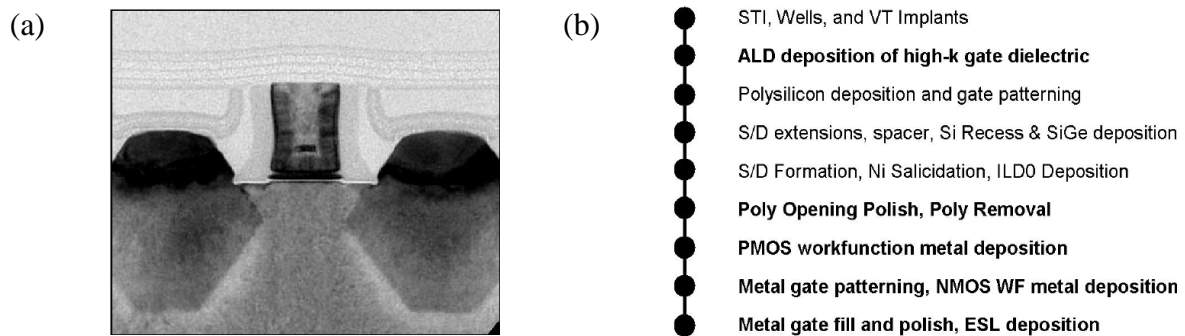 (a)
(b)
STI, Wells, and VT Implants
ALD deposition of high-k gate dielectric
Polysilicon deposition and gate patterning
S/D extensions, spacer, Si Recess & SiGe deposition
S/D Formation, Ni Salicidation, ILD0 Deposition
Poly Opening Polish, Poly Removal
PMOS workfunction metal deposition
Metal gate patterning, NMOS WF metal deposition
Metal gate fill and polish, ESL deposition